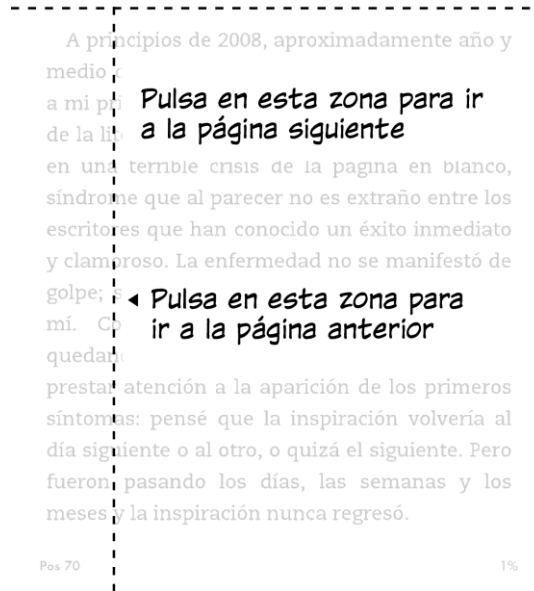 A principios de 2008, aproximadamente año y
medio
Pulsa en esta zona para ir
a mi
a la página siguiente
de la
en una terrible crisis de la página en blanco,
síndrome que al parecer no es extraño entre los
escritores que han conocido un éxito inmediato
y clamoroso. La enfermedad no se manifestó de
golpe;
◂ Pulsa en esta zona para
mí.
ir a la página anterior
prestar atención a la aparición de los primeros
síntomas: pensé que la inspiración volvería al
día siguiente o al otro, o quizá el siguiente. Pero
fueron pasando los días, las semanas y los
meses y la inspiración nunca regresó.
Pos 70
1%